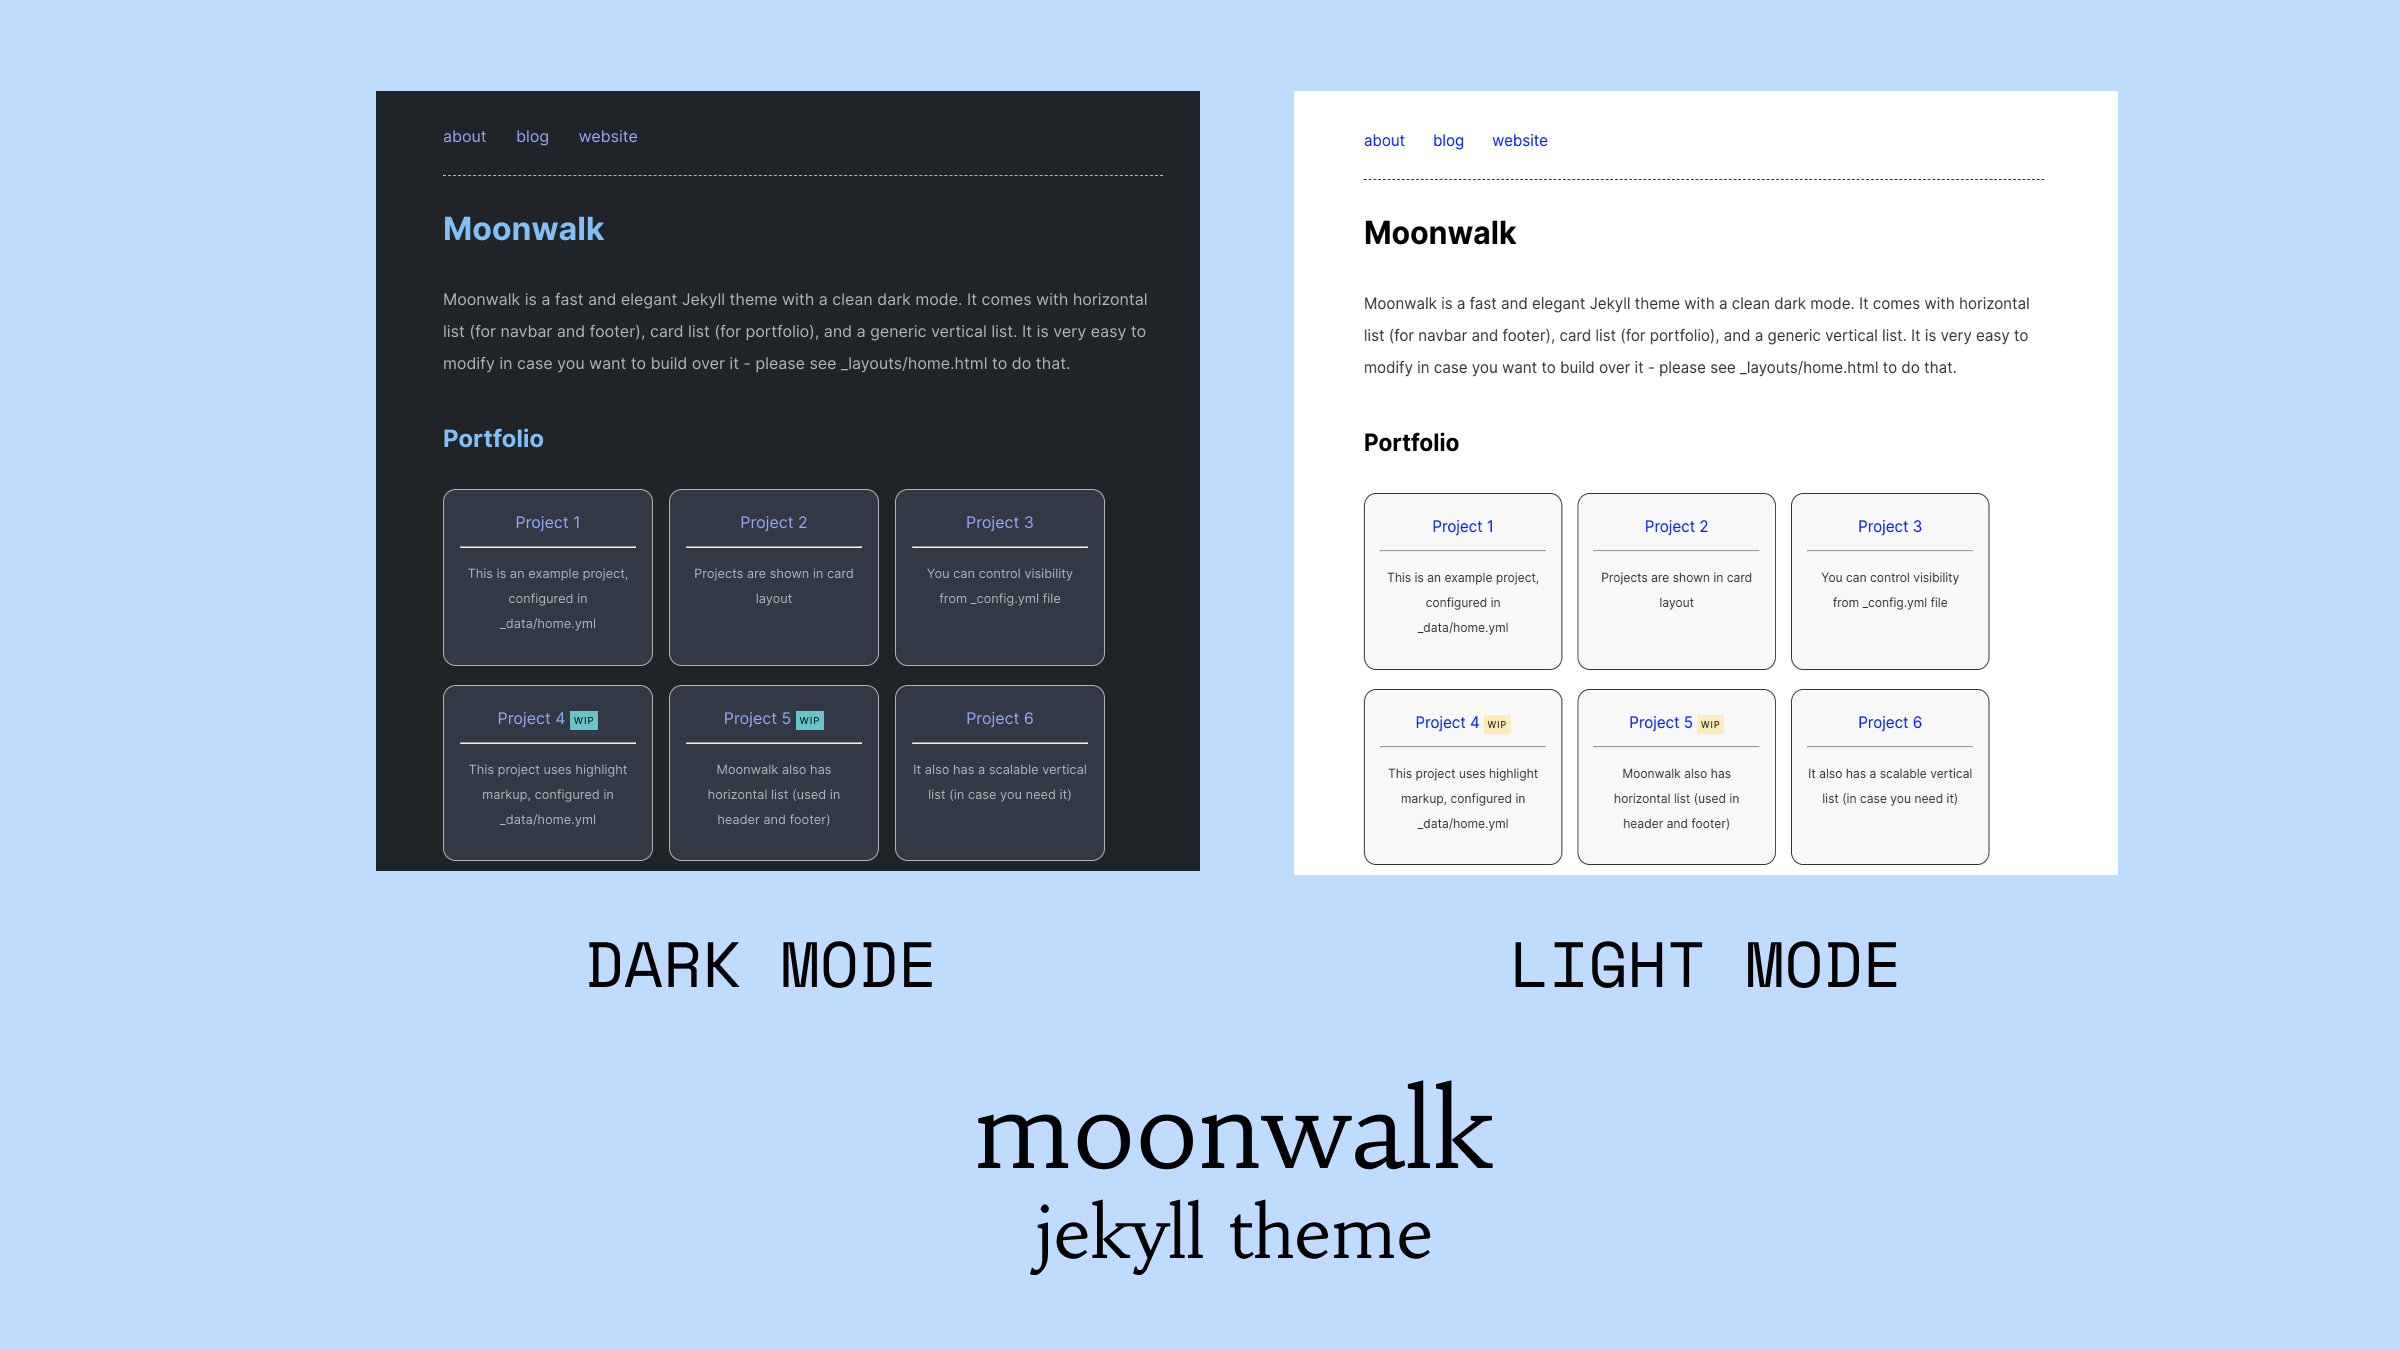 about blog website
Moonwalk
Moonwalk is a fast and elegant Jekyll theme with a clean dark mode. It comes with horizontal
list (for navbar and footer), card list (for portfolio), and a generic vertical list. It is very easy to
modify in case you want to build over it - please see _layouts/home.html to do that.
Portfolio
Project 1
This is an example project,
configured in
_data/home.yml
Project 2
Projects are shown in card
layout
Project 3
You can control visibility
from _config.yml file
Project 4 WIP
This project uses highlight
markup, configured in
_data/home.yml
Project 5 WIP
Moonwalk also has
horizontal list (used in
header and footer)
Project 6
It also has a scalable vertical
list (in case you need it)
DARK MODE
about blog website
Moonwalk
Moonwalk is a fast and elegant Jekyll theme with a clean dark mode. It comes with horizontal
list (for navbar and footer), card list (for portfolio), and a generic vertical list. It is very easy to
modify in case you want to build over it - please see _layouts/home.html to do that.
Portfolio
Project 1
This is an example project,
configured in
_data/home.yml
Project 2
Projects are shown in card
layout
Project 3
You can control visibility
from _config.yml file
Project 4 WIP
This project uses highlight
markup, configured in
_data/home.yml
Project 5 WIP
Moonwalk also has
horizontal list (used in
header and footer)
Project 6
It also has a scalable vertical
list (in case you need it)
LIGHT MODE
moonwalk
jekyll theme